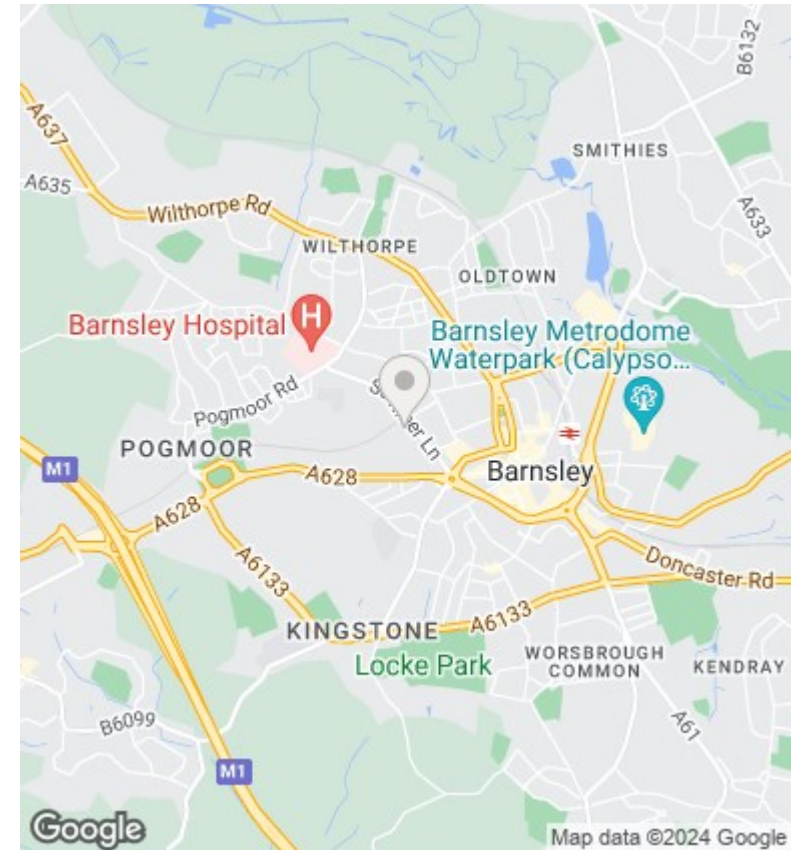 B6132
A637
SMITHIES
A635
A633
Wilthorpe Rd
WILTHORPE
OLDTOWN
Barnsley Hospital
H
Barnsley Metrodome
Waterpark (Calypso...
Pogmoor Rd
Ln
POGMOOR
M1
A628
Barnsley
A628
A6133
Doncaster Rd
KINGSTONE
A6133
Locke Park
WORSBROUGH
COMMON
KENDRAY
B6099
A61
M1
Google
Map data ©2024 Google